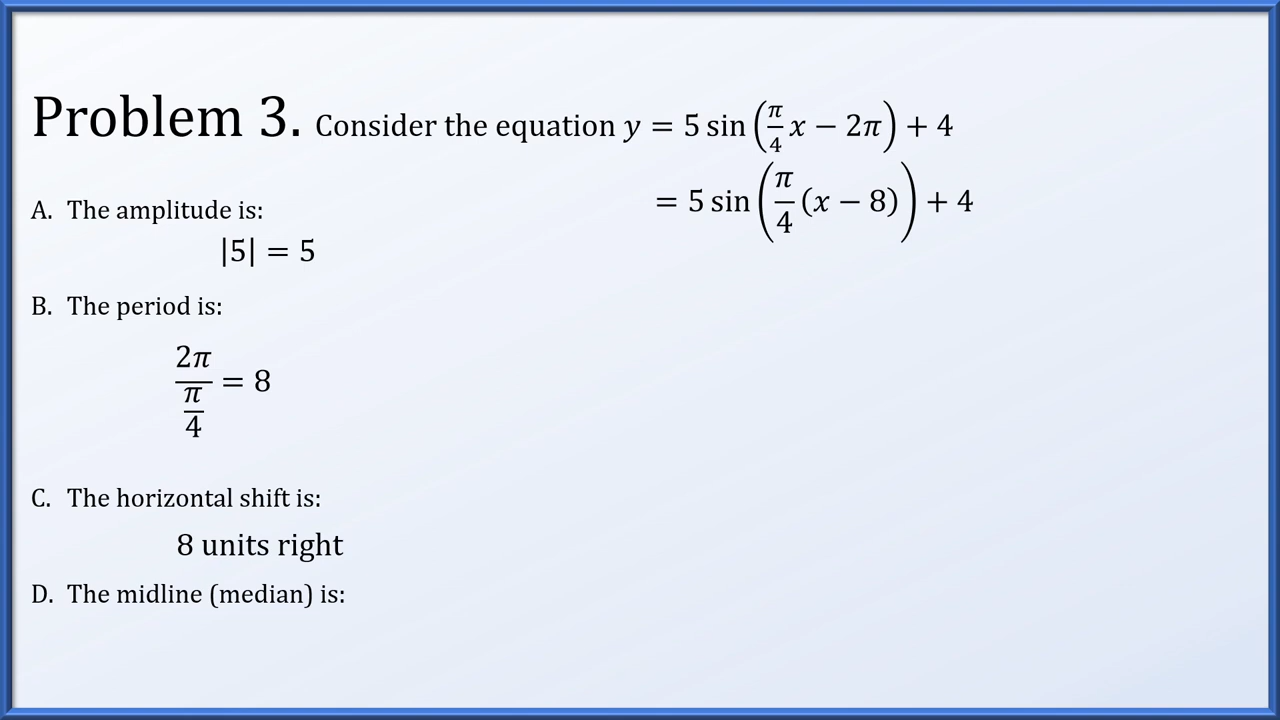 Problem 3. Consider the equation y = 5 sin (π/4 x − 2π) + 4
= 5 sin (π/4 (x − 8)) + 4
A. The amplitude is:
|5| = 5
B. The period is:
2π / (π/4) = 8
C. The horizontal shift is:
8 units right
D. The midline (median) is: